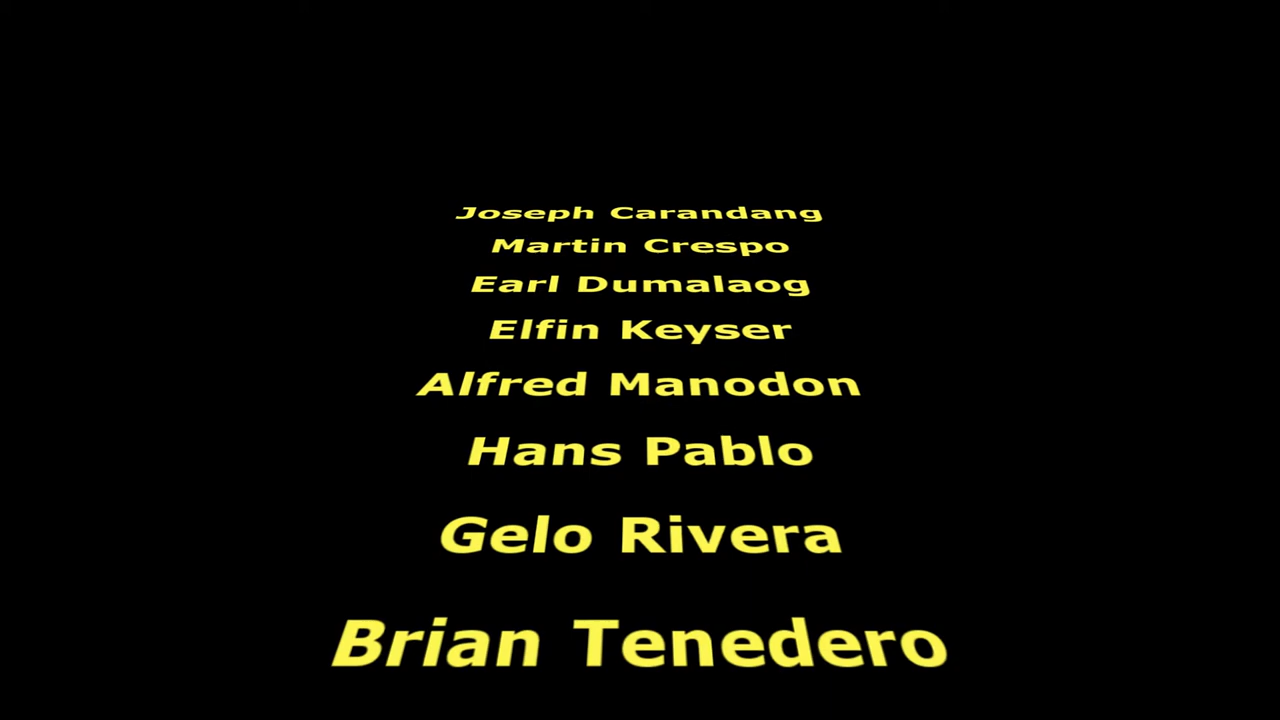 Joseph Carandang
Martin Crespo
Earl Dumalaog
Elfin Keyser
Alfred Manodon
Hans Pablo
Gelo Rivera
Brian Tenedero